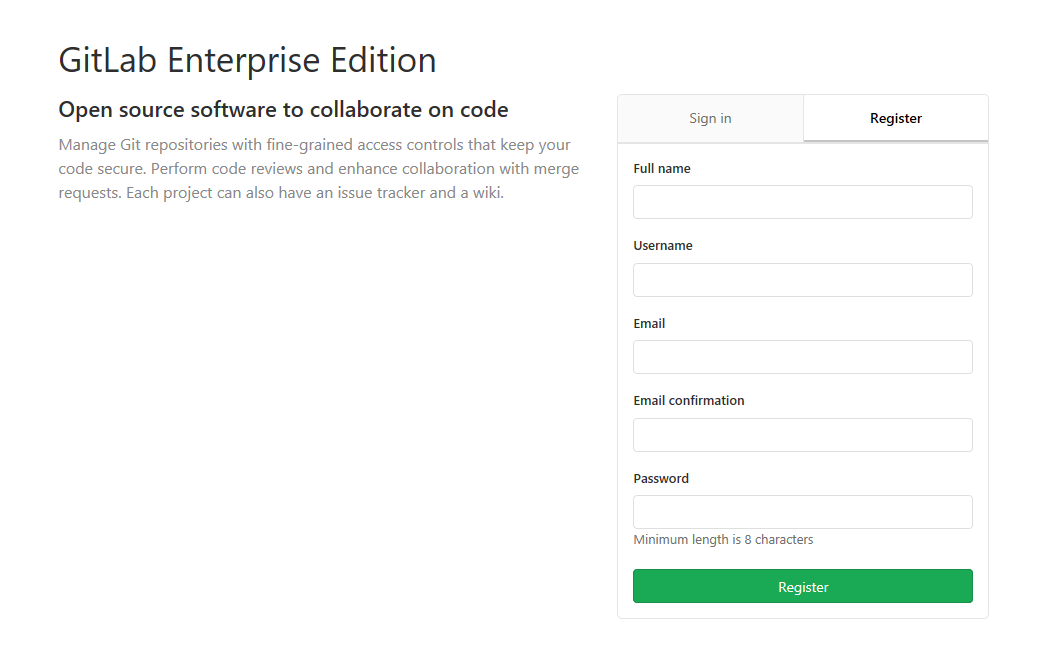 GitLab Enterprise Edition
Open source software to collaborate on code
Manage Git repositories with fine-grained access controls that keep your
code secure. Perform code reviews and enhance collaboration with merge
requests. Each project can also have an issue tracker and a wiki.
Sign in
Register
Full name
Username
Email
Email confirmation
Password
Minimum length is 8 characters
Register